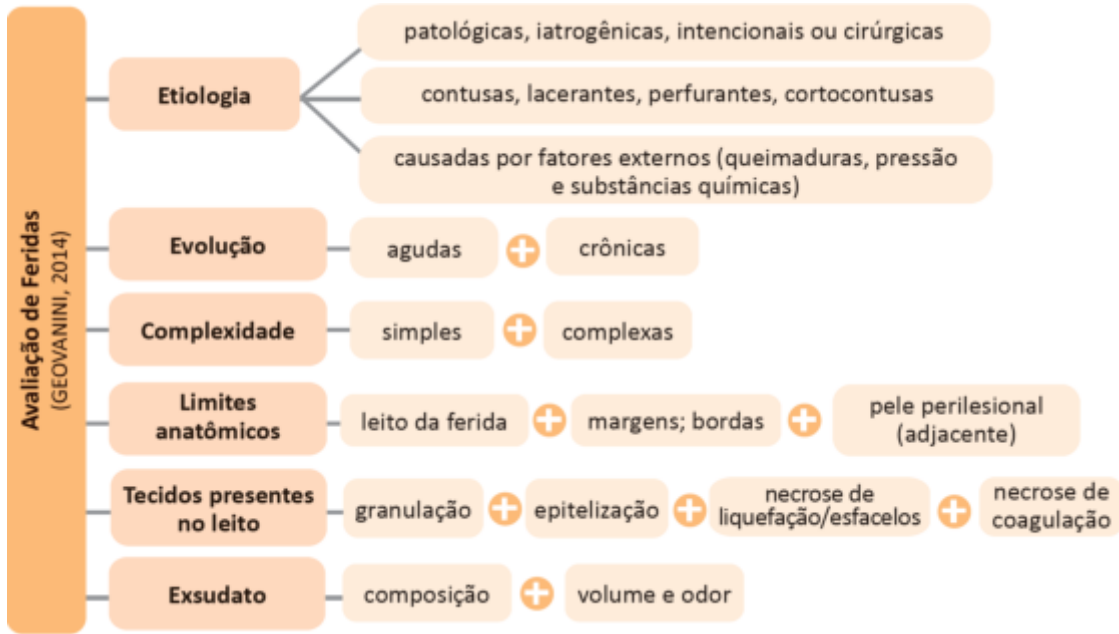 Avaliação de Feridas
(GEOVANINI, 2014)
Etiologia
patológicas, iatrogênicas, intencionais ou cirúrgicas
contusas, lacerantes, perfurantes, cortocontusas
causadas por fatores externos (queimaduras, pressão
e substâncias químicas)
Evolução
agudas + crônicas
Complexidade
simples + complexas
Limites
anatômicos
leito da ferida + margens; bordas + pele perilesional
(adjacente)
Tecidos presentes
no leito
granulação + epitelização + necrose de
liquefação/esfacelos + necrose de
coagulação
Exsudato
composição + volume e odor